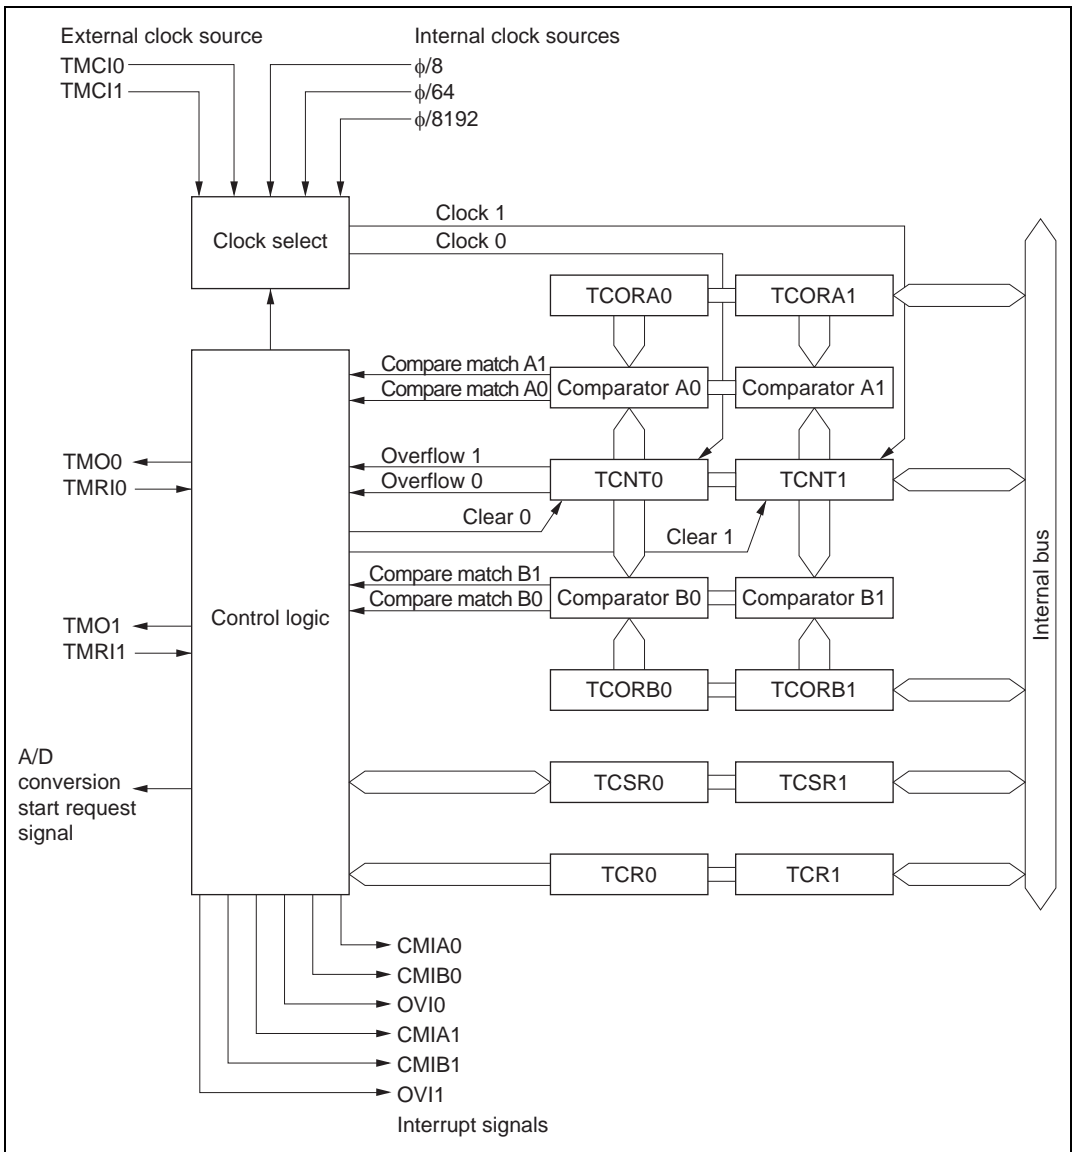 External clock source
Internal clock sources
TMCI0
ϕ/8
TMCI1
ϕ/64
ϕ/8192
Clock 1
Clock select
Clock 0
TCORA0
TCORA1
Compare match A1
Compare match A0
Comparator A0
Comparator A1
TMO0
Overflow 1
TMRI0
Overflow 0
TCNT0
TCNT1
Clear 0
Clear 1
Internal bus
Compare match B1
Compare match B0
Comparator B0
Comparator B1
Control logic
TMO1
TMRI1
TCORB0
TCORB1
A/D
conversion
start request
signal
TCSR0
TCSR1
TCR0
TCR1
CMIA0
CMIB0
OVI0
CMIA1
CMIB1
OVI1
Interrupt signals